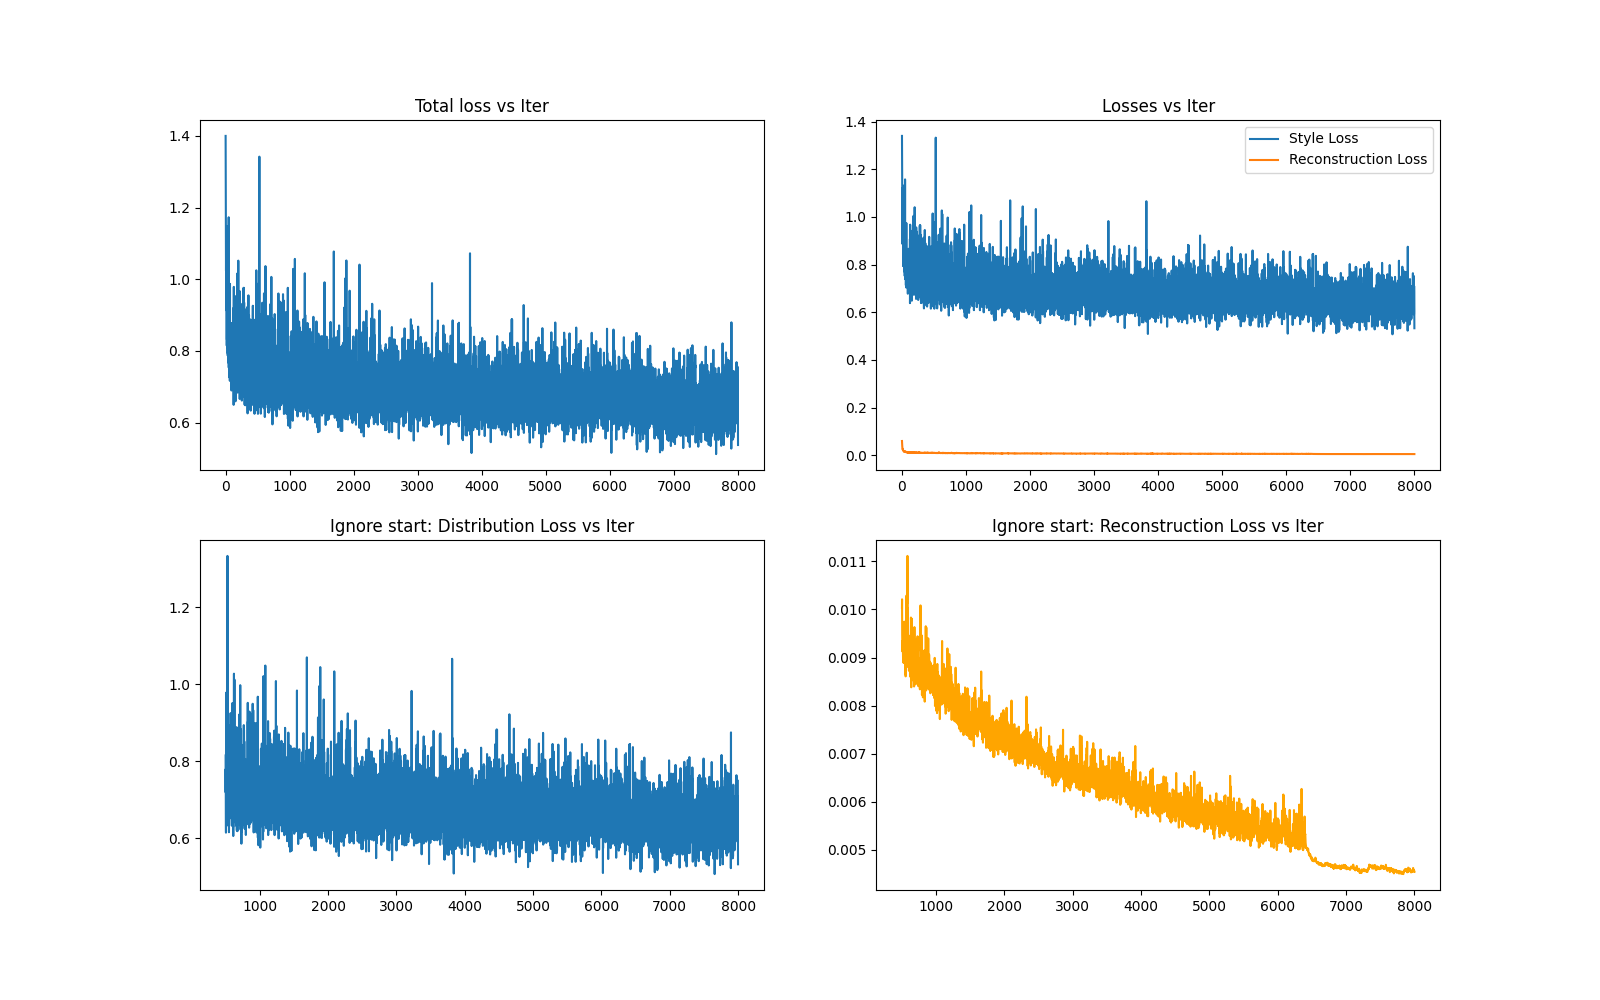 Total loss vs Iter
1.4
1.2
1.0
0.8
0.6
0 1000 2000 3000 4000 5000 6000 7000 8000
Losses vs Iter
Style Loss
Reconstruction Loss
1.4
1.2
1.0
0.8
0.6
0.4
0.2
0.0
0 1000 2000 3000 4000 5000 6000 7000 8000
Ignore start: Distribution Loss vs Iter
1.2
1.0
0.8
0.6
1000 2000 3000 4000 5000 6000 7000 8000
Ignore start: Reconstruction Loss vs Iter
0.011
0.010
0.009
0.008
0.007
0.006
0.005
1000 2000 3000 4000 5000 6000 7000 8000